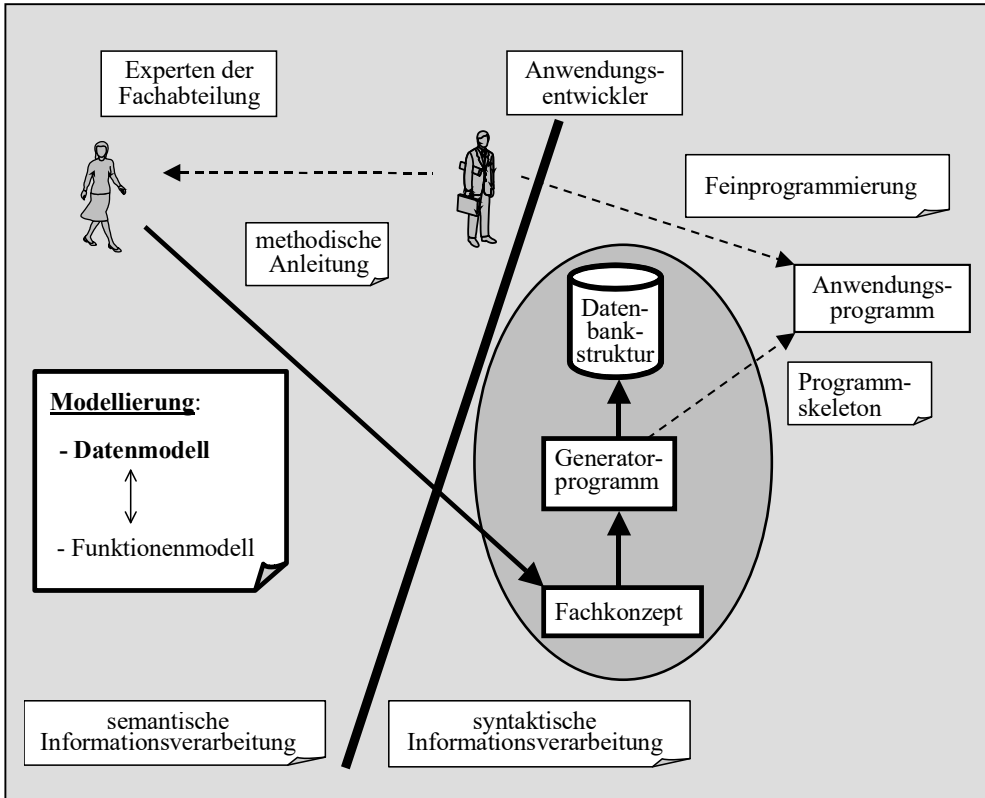 Experten der
Fachabteilung
Anwendungs-
entwickler
Feinprogrammierung
methodische
Anleitung
Daten-
bank-
struktur
Anwendungs-
programm
Programm-
skeleton
Modellierung:
- Datenmodell
- Funktionenmodell
Generator-
programm
Fachkonzept
semantische
Informationsverarbeitung
syntaktische
Informationsverarbeitung